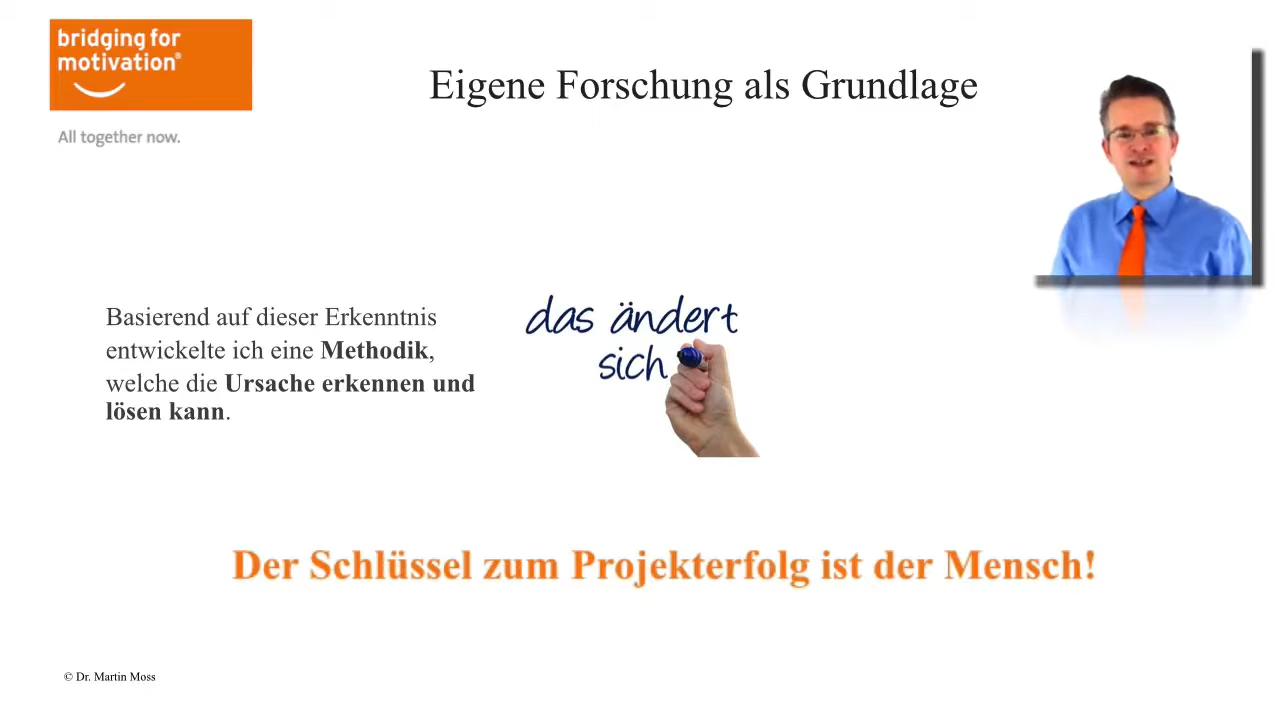 bridging for
motivation®
All together now.
Eigene Forschung als Grundlage
Basierend auf dieser Erkenntnis
entwickelte ich eine Methodik,
welche die Ursache erkennen und
lösen kann.
das ändert
sich
Der Schlüssel zum Projekterfolg ist der Mensch!
© Dr. Martin Moss